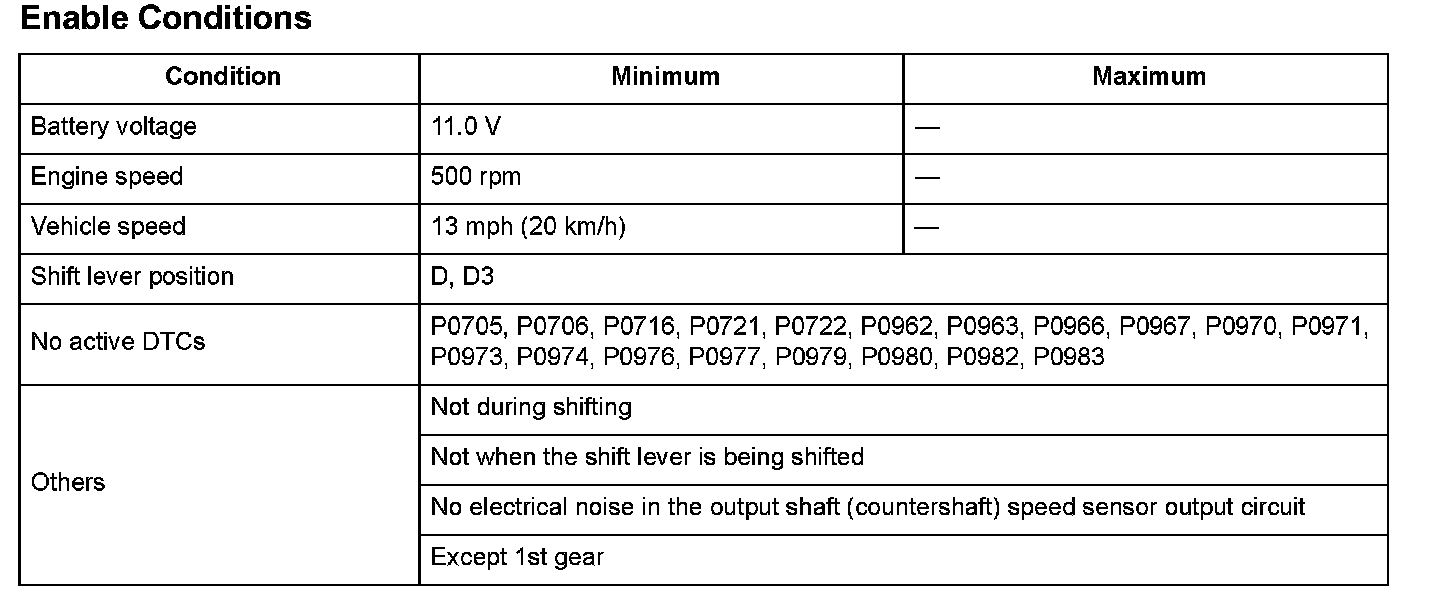 Enable Conditions
Condition Minimum Maximum
Battery voltage 11.0 V —
Engine speed 500 rpm —
Vehicle speed 13 mph (20 km/h) —
Shift lever position D, D3
No active DTCs P0705, P0706, P0716, P0721, P0722, P0962, P0963, P0966, P0967, P0970, P0971,
P0973, P0974, P0976, P0977, P0979, P0980, P0982, P0983
Others
Not during shifting
Not when the shift lever is being shifted
No electrical noise in the output shaft (countershaft) speed sensor output circuit
Except 1st gear